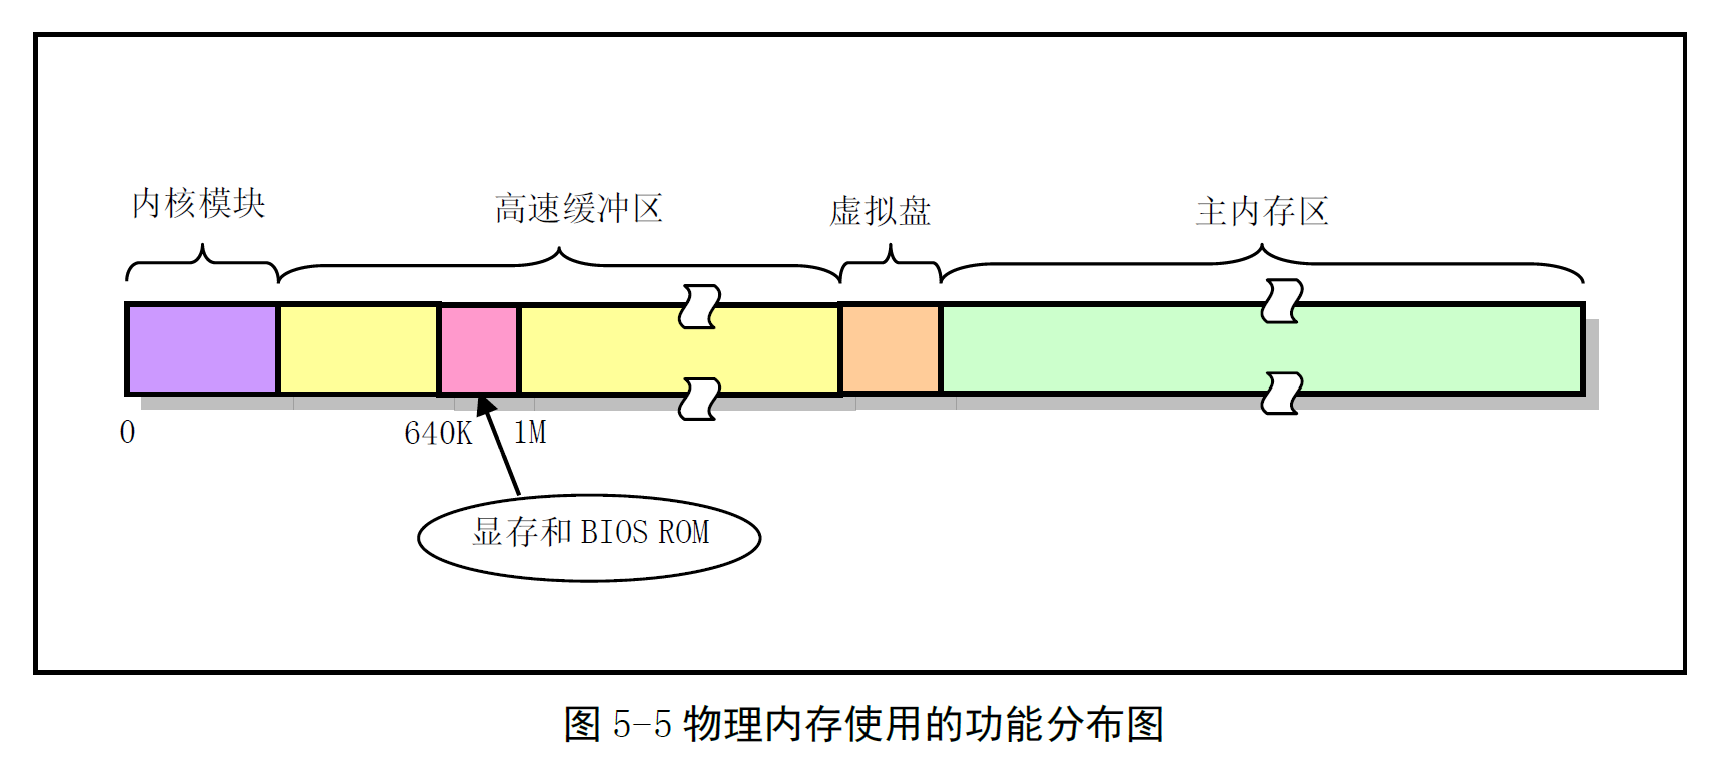 内核模块
高速缓冲区
虚拟盘
主内存区
0
640K
1M
显存和 BIOS ROM
图 5-5 物理内存使用的功能分布图